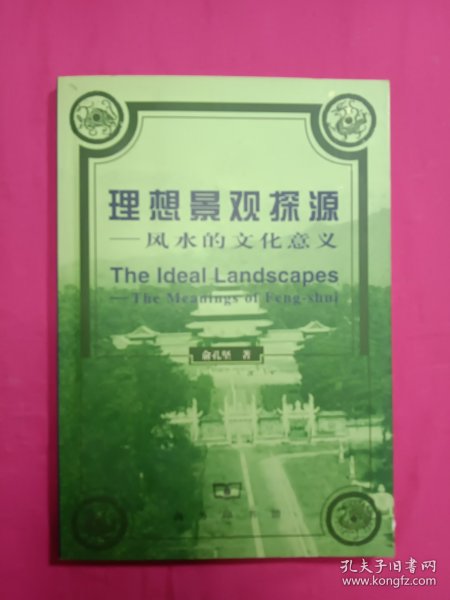 理想景观探源
——风水的文化意义
The Ideal Landscapes
—The Meanings of Feng-shui
俞孔坚 著
孔夫子旧书网
www.kongfz.com